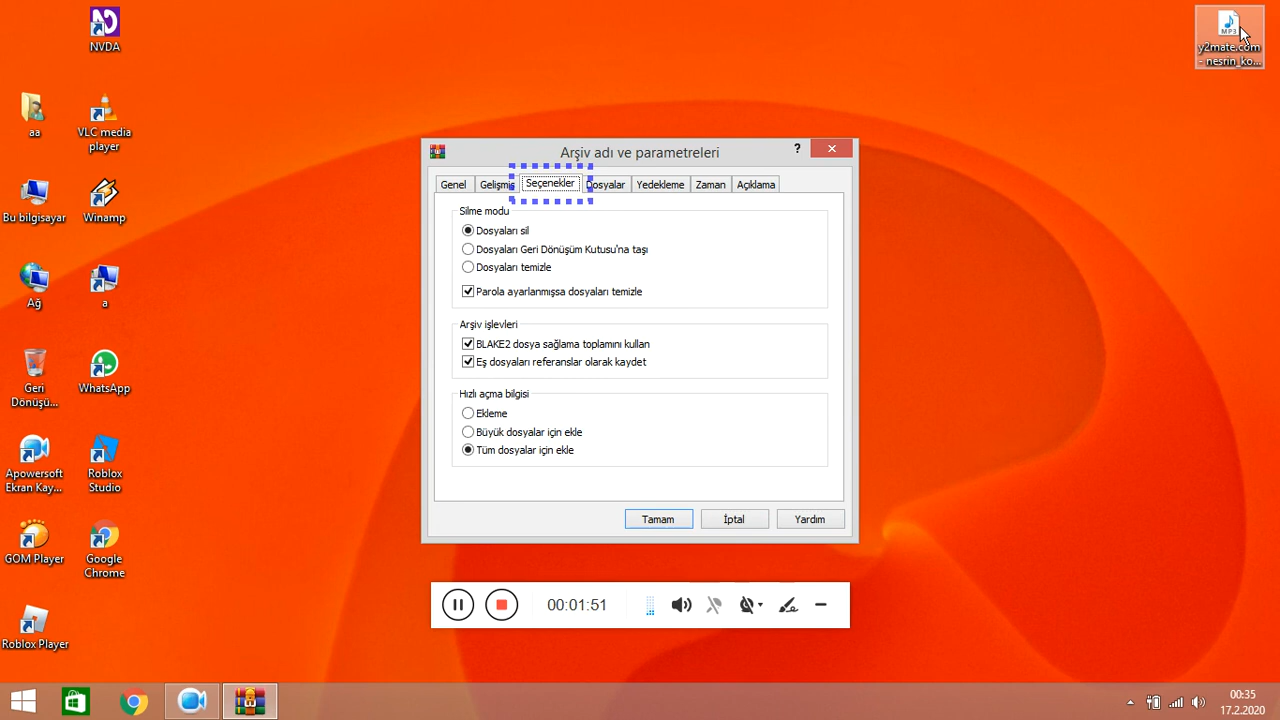 NVDA
aa
VLC media
player
Bu bilgisayar
Winamp
Ağ
a
Geri
Dönüşü...
WhatsApp
Apowersoft
Ekran Kay...
Roblox
Studio
GOM Player
Google
Chrome
Roblox Player
MP3
y2mate.com
- nesrin_ko...
Arşiv adı ve parametreleri
?
Genel
Gelişmiş
Seçenekler
Dosyalar
Yedekleme
Zaman
Açıklama
Silme modu
Dosyaları sil
Dosyaları Geri Dönüşüm Kutusu'na taşı
Dosyaları temizle
Parola ayarlanmışsa dosyaları temizle
Arşiv işlevleri
BLAKE2 dosya sağlama toplamını kullan
Eş dosyaları referanslar olarak kaydet
Hızlı açma bilgisi
Ekleme
Büyük dosyalar için ekle
Tüm dosyalar için ekle
Tamam
İptal
Yardım
00:01:51
00:35
17.2.2020